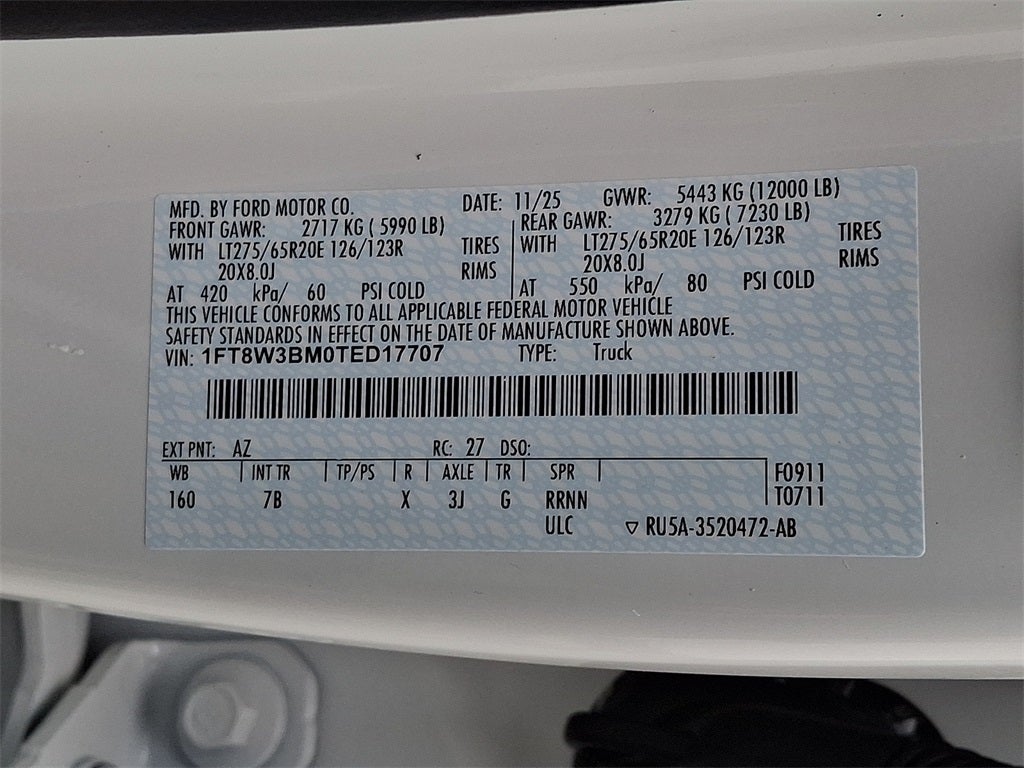 MFD. BY FORD MOTOR CO. DATE: 11/25 GVWR: 5443 KG (12000 LB)
FRONT GAWR: 2717 KG ( 5990 LB) REAR GAWR: 3279 KG ( 7230 LB)
WITH LT275/65R20E 126/123R TIRES WITH LT275/65R20E 126/123R TIRES
20X8.0J RIMS 20X8.0J RIMS
AT 420 kPa/ 60 PSI COLD AT 550 kPa/ 80 PSI COLD
THIS VEHICLE CONFORMS TO ALL APPLICABLE FEDERAL MOTOR VEHICLE
SAFETY STANDARDS IN EFFECT ON THE DATE OF MANUFACTURE SHOWN ABOVE.
VIN: 1FT8W3BM0TED17707 TYPE: Truck
EXT PNT: AZ RC: 27 DSO:
WB INT TR TP/PS R AXLE TR SPR F0911
160 7B X 3J G RRNN T0711
ULC ▽ RU5A-3520472-AB